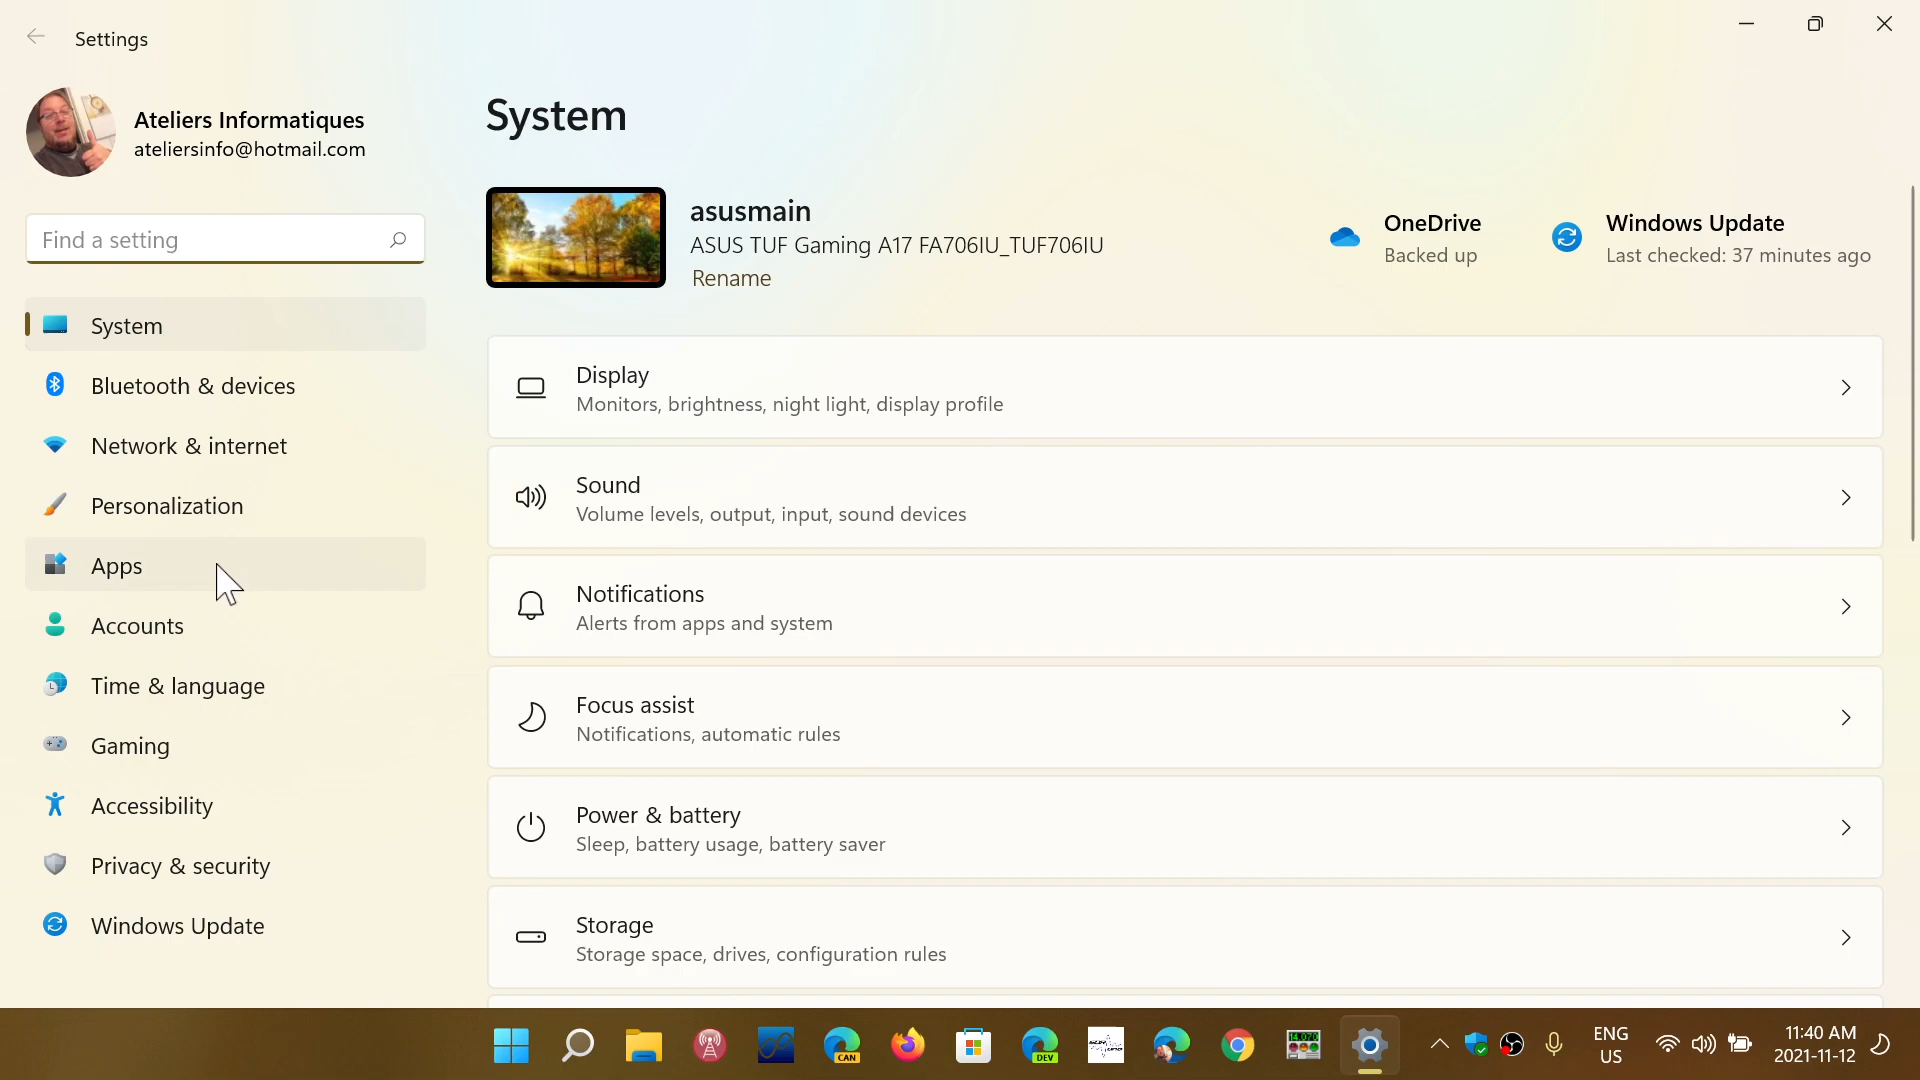 Settings
Ateliers Informatiques
ateliersinfo@hotmail.com
Find a setting
System
Bluetooth & devices
Network & internet
Personalization
Apps
Accounts
Time & language
Gaming
Accessibility
Privacy & security
Windows Update
System
asusmain
ASUS TUF Gaming A17 FA706IU_TUF706IU
Rename
OneDrive
Backed up
Windows Update
Last checked: 37 minutes ago
Display
Monitors, brightness, night light, display profile
Sound
Volume levels, output, input, sound devices
Notifications
Alerts from apps and system
Focus assist
Notifications, automatic rules
Power & battery
Sleep, battery usage, battery saver
Storage
Storage space, drives, configuration rules
CAN
DEV
14.070
ENG
US
11:40 AM
2021-11-12